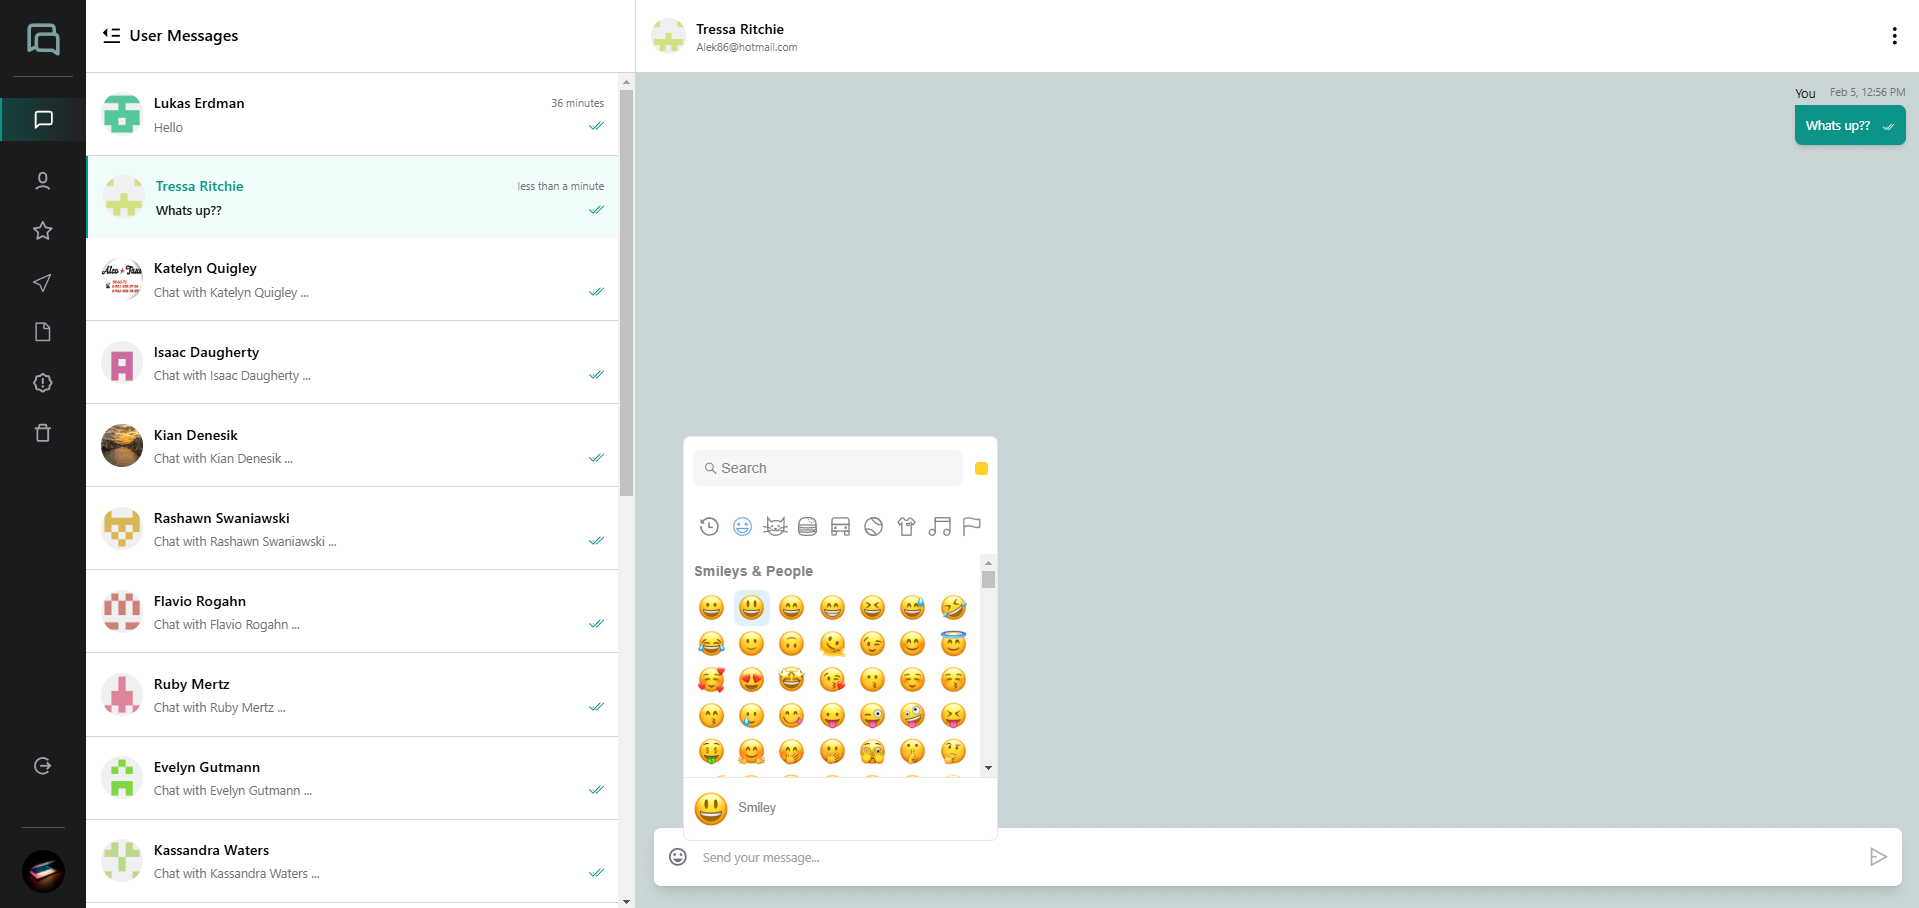 User Messages
Lukas Erdman
36 minutes
Hello
Tressa Ritchie
less than a minute
Whats up??
Katelyn Quigley
Chat with Katelyn Quigley ...
Isaac Daugherty
Chat with Isaac Daugherty ...
Kian Denesik
Chat with Kian Denesik ...
Rashawn Swaniawski
Chat with Rashawn Swaniawski ...
Flavio Rogahn
Chat with Flavio Rogahn ...
Ruby Mertz
Chat with Ruby Mertz ...
Evelyn Gutmann
Chat with Evelyn Gutmann ...
Kassandra Waters
Chat with Kassandra Waters ...
Tressa Ritchie
Alek86@hotmail.com
You Feb 5, 12:56 PM
Whats up??
Search
Smileys & People
Smiley
Send your message...